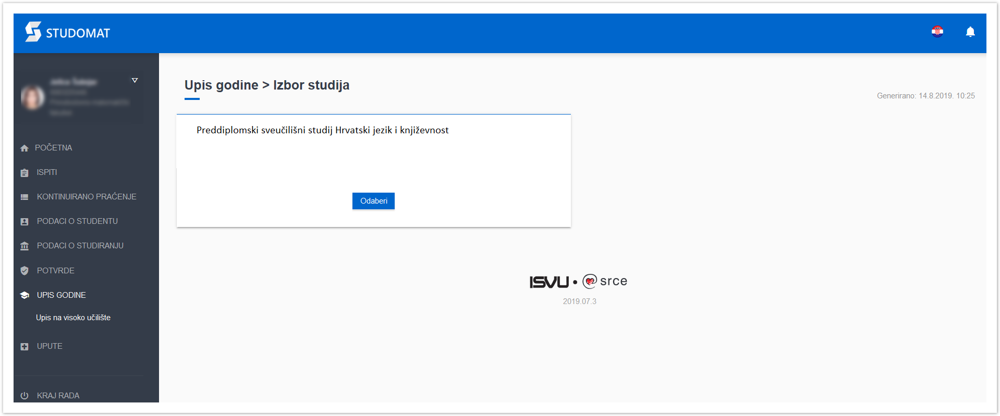 STUDOMAT
Upis godine > Izbor studija
Generirano: 14.8.2019. 10:25
Preddiplomski sveučilišni studij Hrvatski jezik i književnost
Odaberi
POČETNA
ISPITI
KONTINUIRANO PRAĆENJE
PODACI O STUDENTU
PODACI O STUDIRANJU
POTVRDE
UPIS GODINE
Upis na visoko učilište
UPUTE
KRAJ RADA
ISVU • srce
2019.07.3